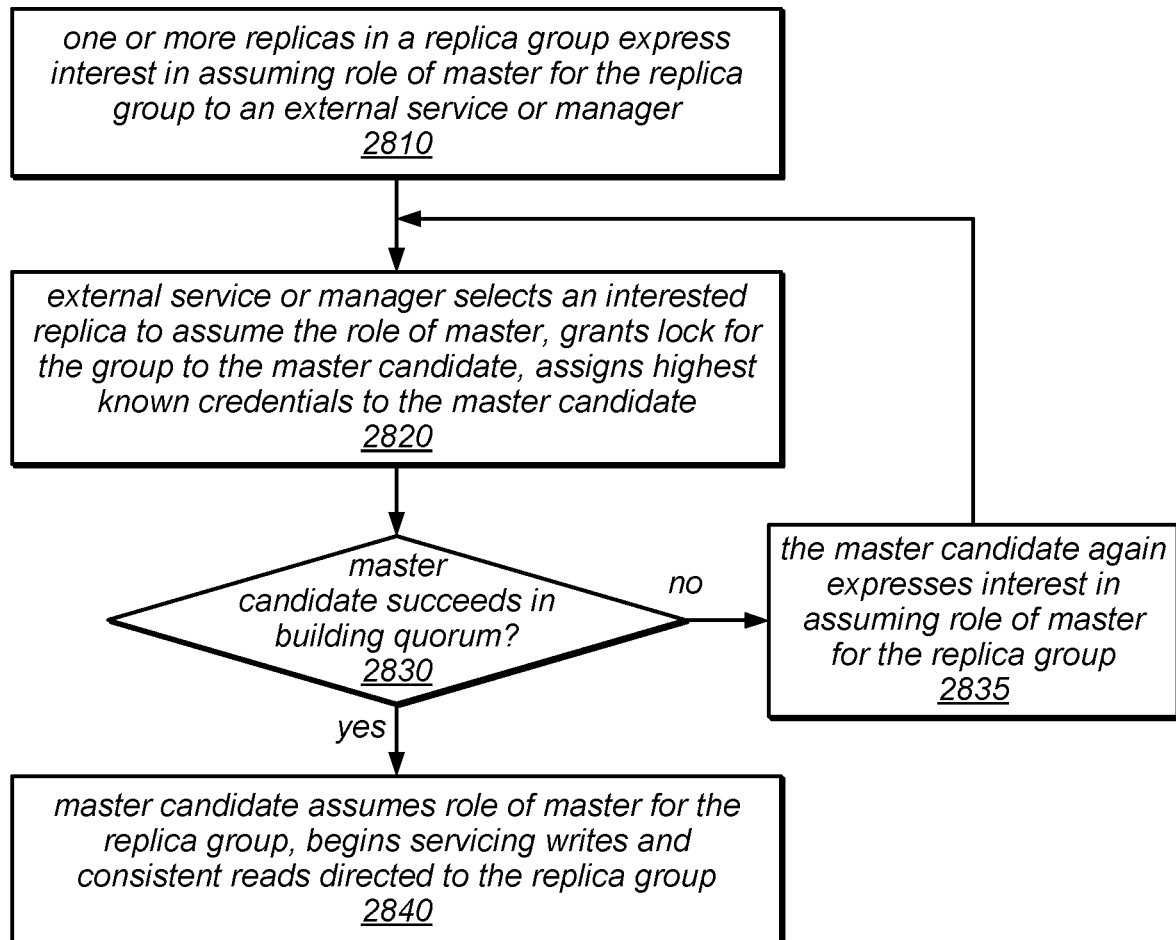 one or more replicas in a replica group express
interest in assuming role of master for the replica
group to an external service or manager
2810
external service or manager selects an interested
replica to assume the role of master, grants lock for
the group to the master candidate, assigns highest
known credentials to the master candidate
2820
master
candidate succeeds in
building quorum?
2830
no
the master candidate again
expresses interest in
assuming role of master
for the replica group
2835
yes
master candidate assumes role of master for the
replica group, begins servicing writes and
consistent reads directed to the replica group
2840